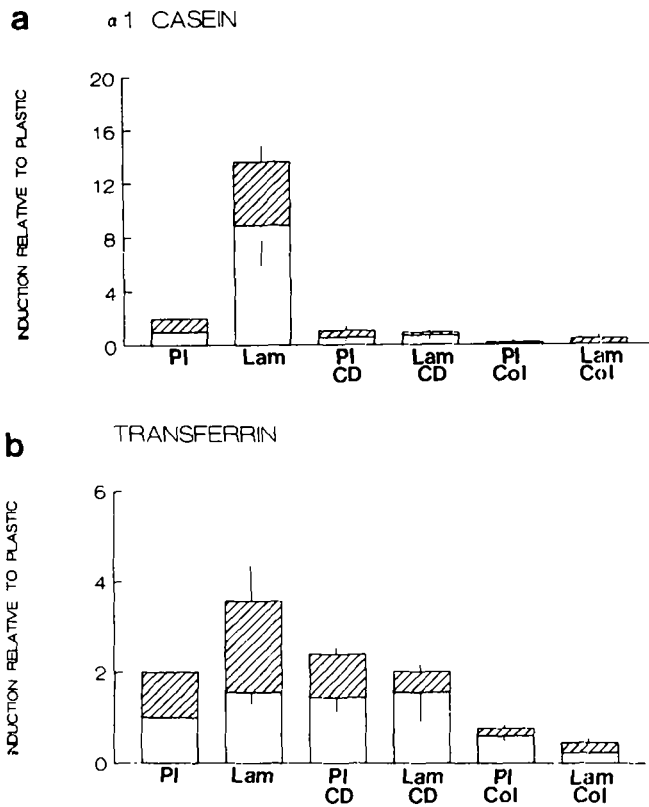 a
α1 CASEIN
INDUCTION RELATIVE TO PLASTIC
20
16
12
8
4
0
Pl Lam Pl Lam Pl Lam
CD CD Col Col
b
TRANSFERRIN
INDUCTION RELATIVE TO PLASTIC
6
4
2
0
Pl Lam Pl Lam Pl Lam
CD CD Col Col